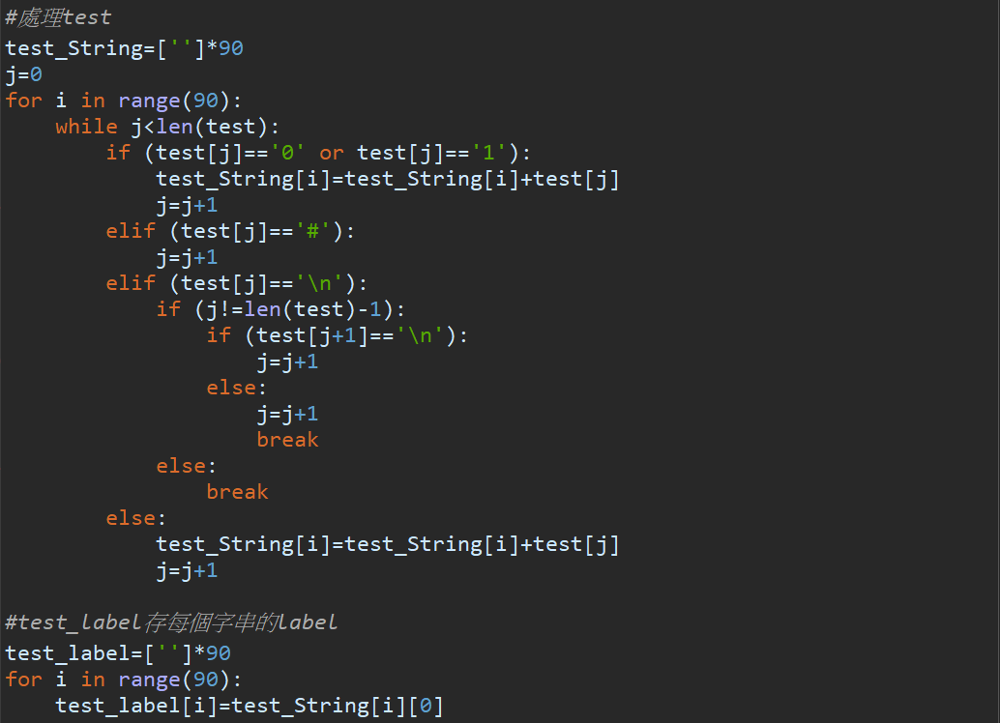 #處理test
test_String=['']*90
j=0
for i in range(90):
    while j<len(test):
        if (test[j]=='0' or test[j]=='1'):
            test_String[i]=test_String[i]+test[j]
            j=j+1
        elif (test[j]=='#'):
            j=j+1
        elif (test[j]=='\n'):
            if (j!=len(test)-1):
                if (test[j+1]=='\n'):
                    j=j+1
                else:
                    j=j+1
                    break
            else:
                break
        else:
            test_String[i]=test_String[i]+test[j]
            j=j+1
#test_label存每個字串的label
test_label=['']*90
for i in range(90):
    test_label[i]=test_String[i][0]